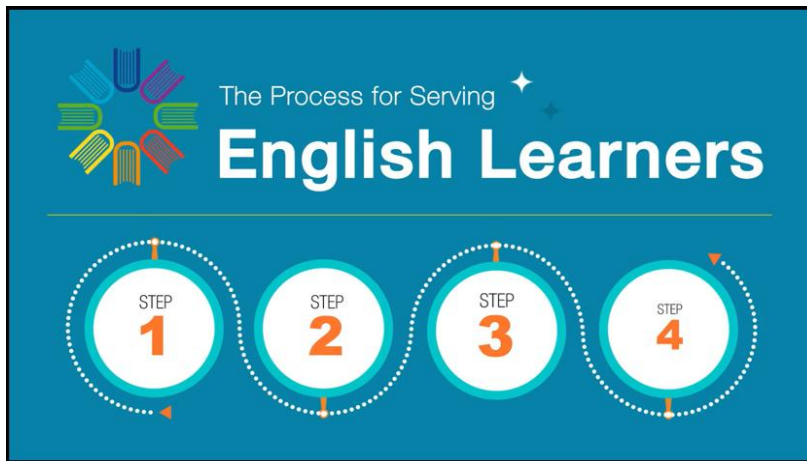 The Process for Serving
English Learners
STEP
1
STEP
2
STEP
3
STEP
4